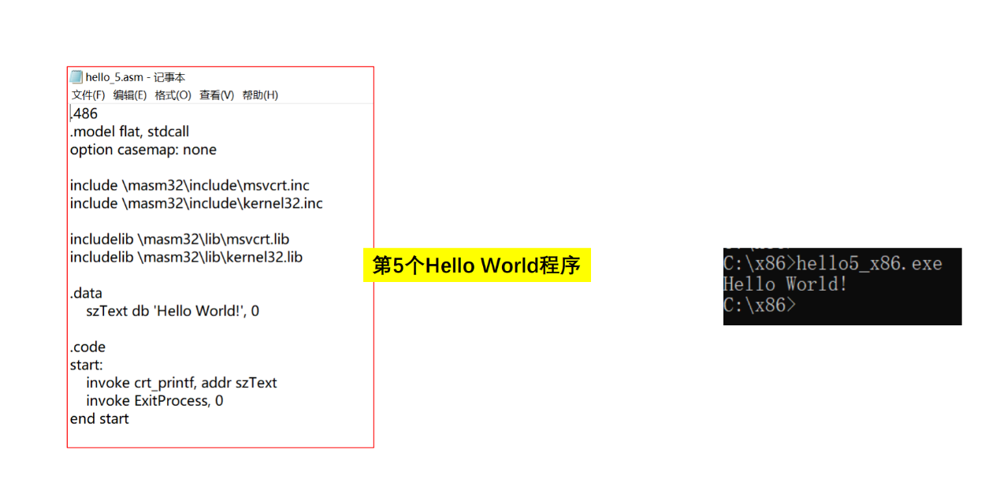 hello_5.asm - 记事本
文件(F) 编辑(E) 格式(O) 查看(V) 帮助(H)
.486
.model flat, stdcall
option casemap: none
include \masm32\include\msvcrt.inc
include \masm32\include\kernel32.inc
includelib \masm32\lib\msvcrt.lib
includelib \masm32\lib\kernel32.lib
.data
szText db 'Hello World!', 0
.code
start:
invoke crt_printf, addr szText
invoke ExitProcess, 0
end start
第5个Hello World程序
C:\x86>hello5_x86.exe
Hello World!
C:\x86>